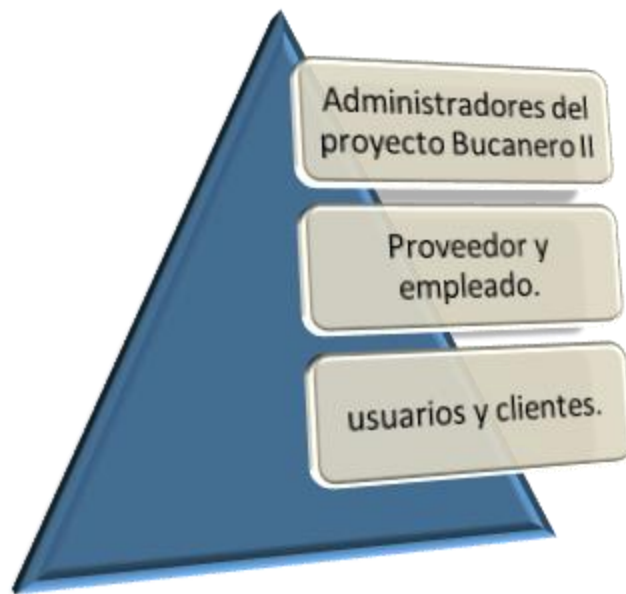 Administradores del
proyecto Bucanero II
Proveedor y
empleado.
usuarios y clientes.